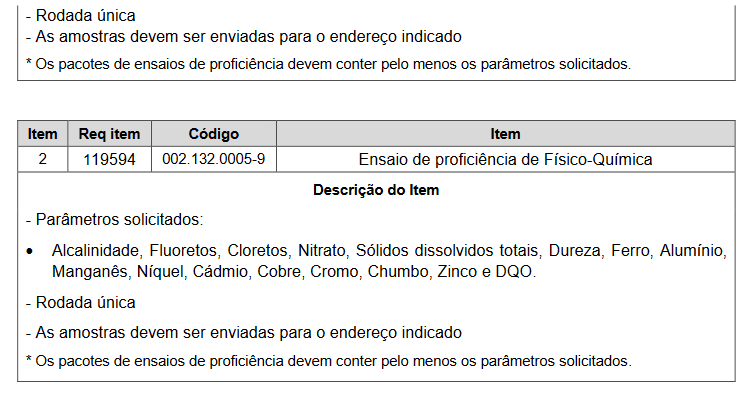 - Rodada única
- As amostras devem ser enviadas para o endereço indicado
* Os pacotes de ensaios de proficiência devem conter pelo menos os parâmetros solicitados.
Item Req item Código Item
2 119594 002.132.0005-9 Ensaio de proficiência de Físico-Química
Descrição do Item
- Parâmetros solicitados:
• Alcalinidade, Fluoretos, Cloretos, Nitrato, Sólidos dissolvidos totais, Dureza, Ferro, Alumínio,
Manganês, Níquel, Cádmio, Cobre, Cromo, Chumbo, Zinco e DQO.
- Rodada única
- As amostras devem ser enviadas para o endereço indicado
* Os pacotes de ensaios de proficiência devem conter pelo menos os parâmetros solicitados.